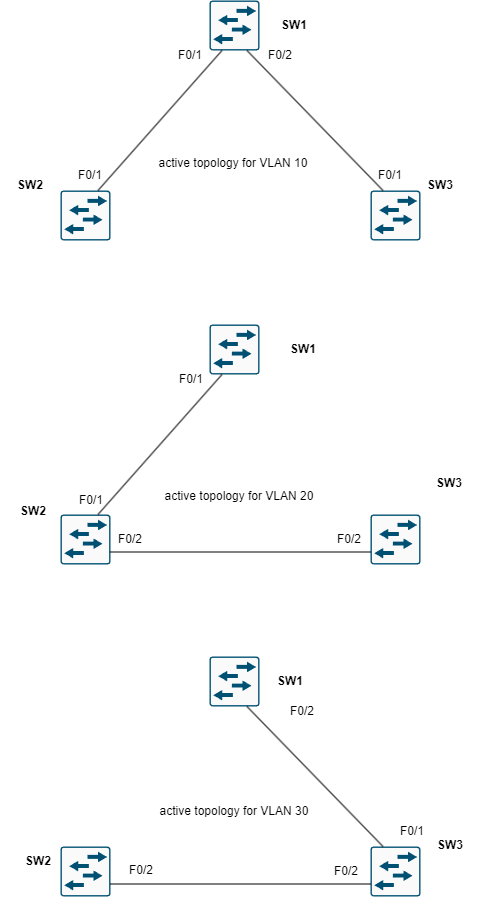 SW1
F0/1
F0/2
active topology for VLAN 10
F0/1
F0/1
SW2
SW3
SW1
F0/1
SW3
active topology for VLAN 20
F0/1
SW2
F0/2
F0/2
SW1
F0/2
active topology for VLAN 30
F0/1
SW3
SW2
F0/2
F0/2